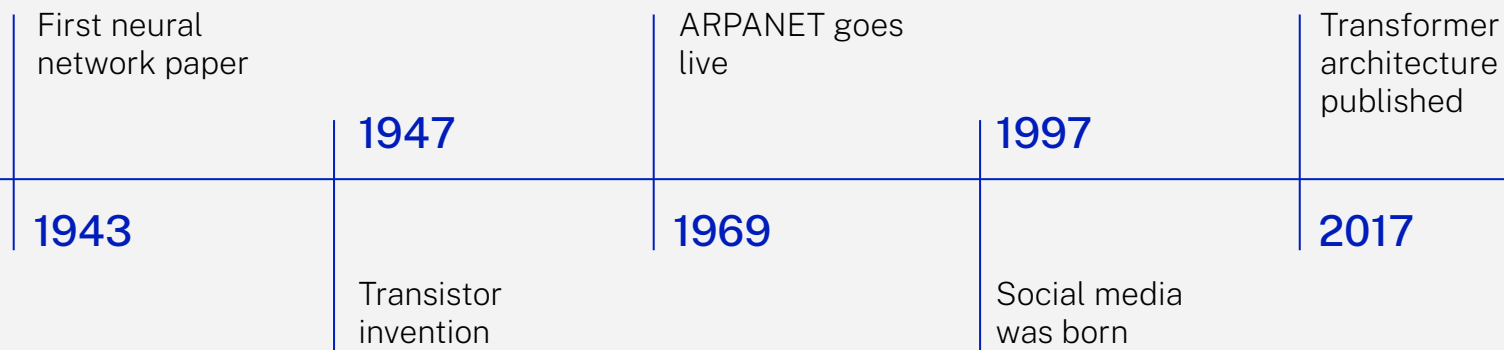 First neural
network paper
1943
1947
Transistor
invention
ARPANET goes
live
1969
1997
Social media
was born
Transformer
architecture
published
2017